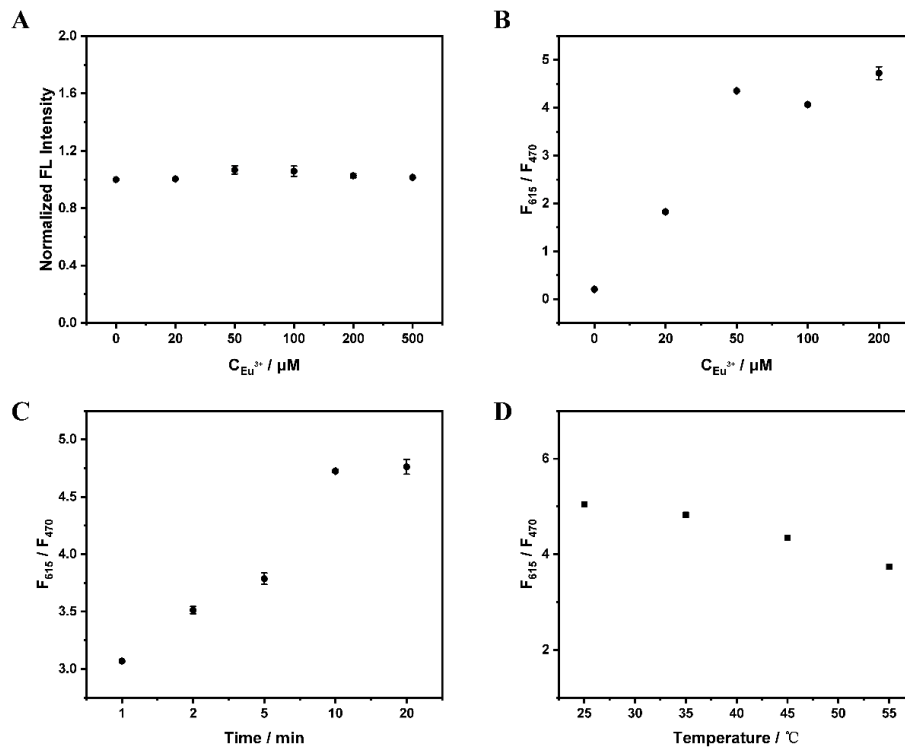 A
2.0
1.6
1.2
0.8
0.4
0.0
Normalized FL Intensity
0 20 50 100 200 500
C_Eu³⁺ / μM
B
5
4
3
2
1
0
F₆₁₅ / F₄₇₀
0 20 50 100 200
C_Eu³⁺ / μM
C
5.0
4.5
4.0
3.5
3.0
F₆₁₅ / F₄₇₀
1 2 5 10 20
Time / min
D
6
4
2
F₆₁₅ / F₄₇₀
25 30 35 40 45 50 55
Temperature / ℃